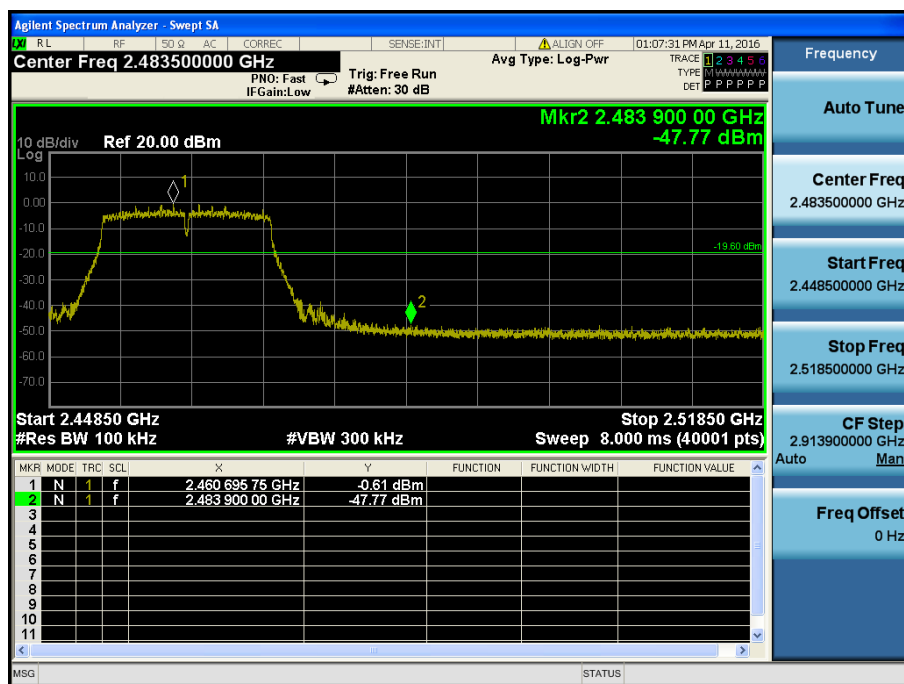 Agilent Spectrum Analyzer - Swept SA
LXI RL RF 50 Ω AC CORREC SENSE:INT ALIGN OFF 01:07:31 PM Apr 11, 2016
Center Freq 2.483500000 GHz
PNO: Fast
IFGain:Low
Trig: Free Run
#Atten: 30 dB
Avg Type: Log-Pwr
TRACE 1 2 3 4 5 6
TYPE M W W W W W
DET P P P P P P
Mkr2 2.483 900 00 GHz
-47.77 dBm
10 dB/div Ref 20.00 dBm
Log
10.0
0.00
-10.0
-20.0
-30.0
-40.0
-50.0
-60.0
-70.0
1
-19.60 dBm
2
Start 2.44850 GHz Stop 2.51850 GHz
#Res BW 100 kHz #VBW 300 kHz Sweep 8.000 ms (40001 pts)
MKR MODE TRC SCL X Y FUNCTION FUNCTION WIDTH FUNCTION VALUE
1 N 1 f 2.460 695 75 GHz -0.61 dBm
2 N 1 f 2.483 900 00 GHz -47.77 dBm
3
4
5
6
7
8
9
10
11
MSG STATUS
Frequency
Auto Tune
Center Freq
2.483500000 GHz
Start Freq
2.448500000 GHz
Stop Freq
2.518500000 GHz
CF Step
2.913900000 GHz
Auto Man
Freq Offset
0 Hz